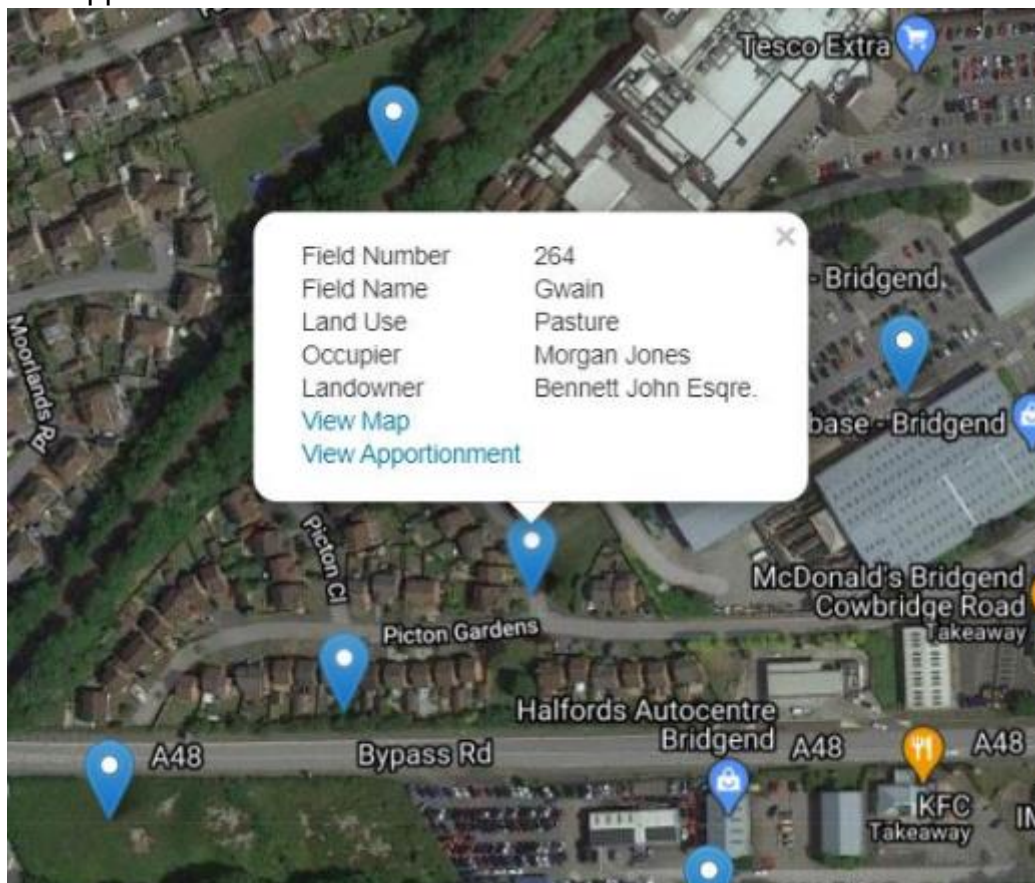 Tesco Extra
Field Number 264
Field Name Gwain
Land Use Pasture
Occupier Morgan Jones
Landowner Bennett John Esqre.
View Map
View Apportionment
- Bridgend
base - Bridgend
Moorlands
Picton Cl
Picton Gardens
McDonald's Bridgend
Cowbridge Road
Takeaway
Halfords Autocentre
Bridgend
A48
Bypass Rd
A48
A48
KFC
Takeaway